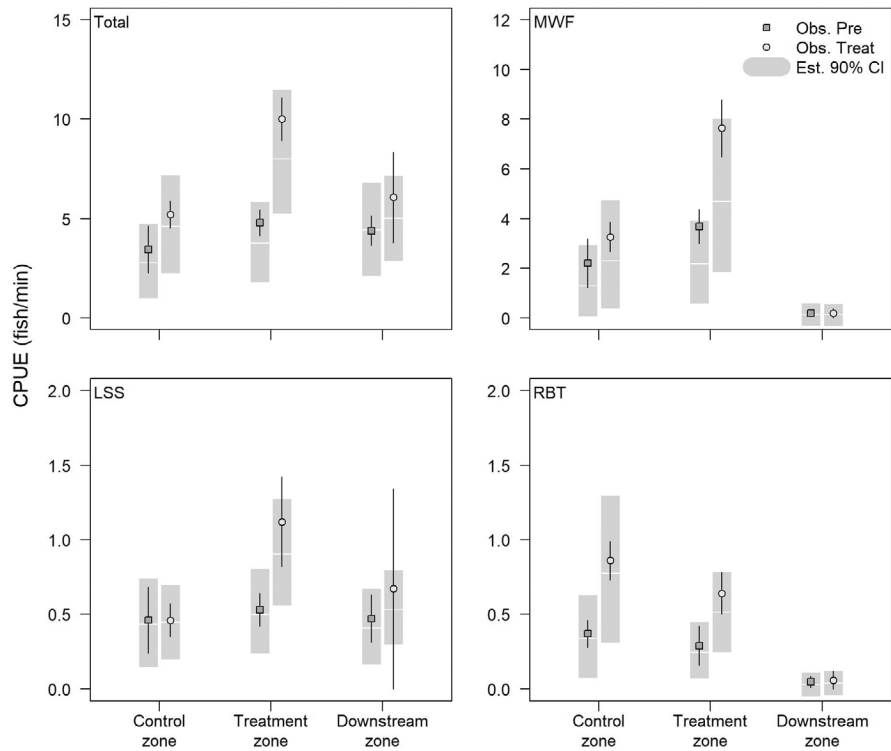 Total
15
10
5
0
MWF
12
10
8
6
4
2
0
Obs. Pre
Obs. Treat
Est. 90% CI
CPUE (fish/min)
LSS
2.0
1.5
1.0
0.5
0.0
Control zone
Treatment zone
Downstream zone
RBT
2.0
1.5
1.0
0.5
0.0
Control zone
Treatment zone
Downstream zone